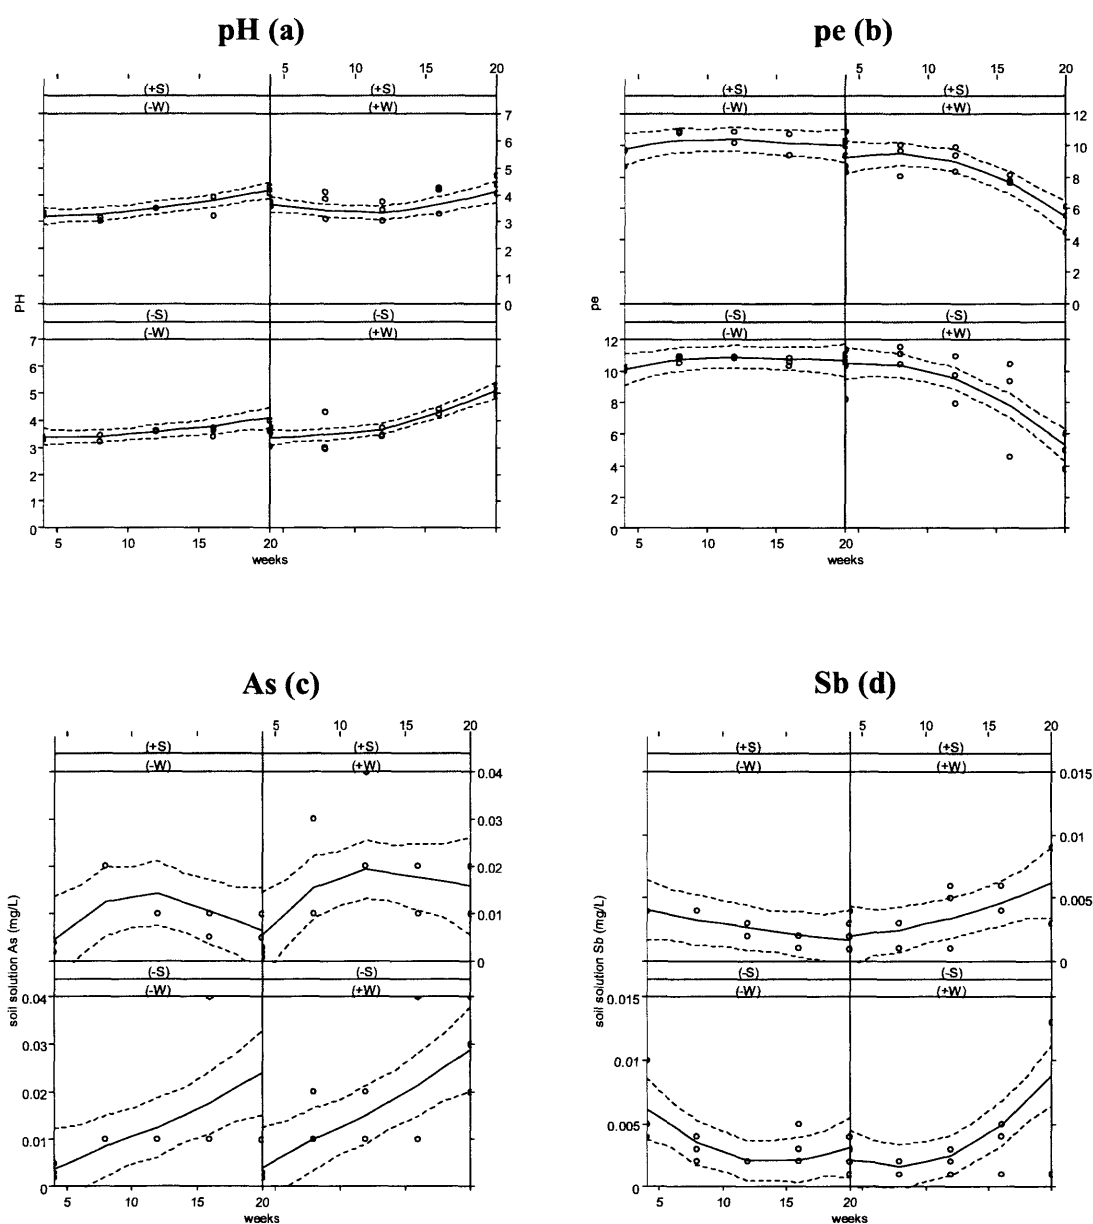 pH (a)
5 10 15 20
(+S) (+S)
(-W) (+W)
7
6
5
4
3
2
1
0
PH
(-S) (-S)
(-W) (+W)
7
6
5
4
3
2
1
0
5 10 15 20
weeks
pe (b)
5 10 15 20
(+S) (+S)
(-W) (+W)
12
10
8
6
4
2
0
pe
(-S) (-S)
(-W) (+W)
12
10
8
6
4
2
0
5 10 15 20
weeks
As (c)
5 10 15 20
(+S) (+S)
(-W) (+W)
0.04
0.03
0.02
0.01
0
soil solution As (mg/L)
(-S) (-S)
(-W) (+W)
0.04
0.03
0.02
0.01
0
5 10 15 20
weeks
Sb (d)
5 10 15 20
(+S) (+S)
(-W) (+W)
0.015
0.01
0.005
0
soil solution Sb (mg/L)
(-S) (-S)
(-W) (+W)
0.015
0.01
0.005
0
5 10 15 20
weeks